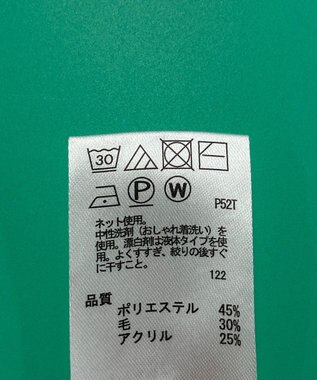 30
P W P52T
ネット使用。
中性洗剤（おしゃれ着洗い）を
使用。漂白剤は液体タイプを使
用。よくすすぎ、絞りの後すぐ
に干すこと。
122
品質
ポリエステル 45%
毛 30%
アクリル 25%